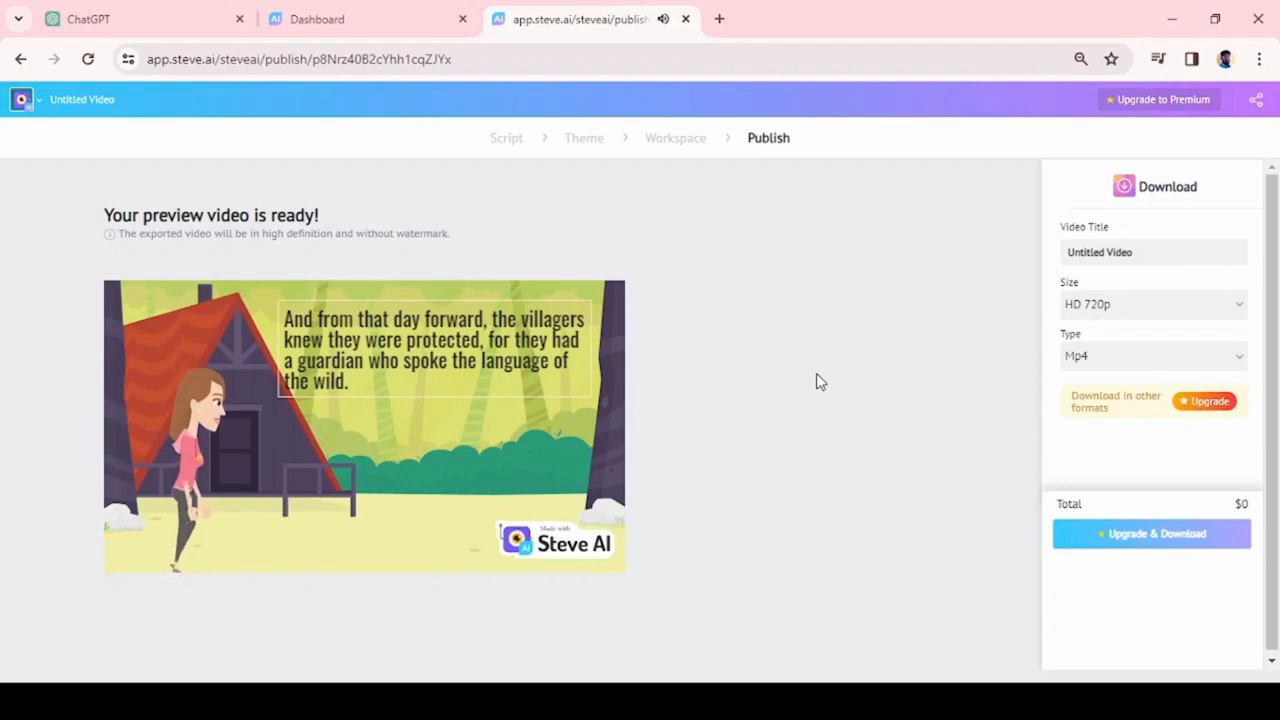 ChatGPT
Dashboard
app.steve.ai/steveai/publish
app.steve.ai/steveai/publish/p8Nrz40B2cYhh1cqZJYx
Untitled Video
Upgrade to Premium
Script
Theme
Workspace
Publish
Your preview video is ready!
The exported video will be in high definition and without watermark.
And from that day forward, the villagers
knew they were protected, for they had
a guardian who spoke the language of
the wild.
Made with
Steve AI
Download
Video Title
Untitled Video
Size
HD 720p
Type
Mp4
Download in other
formats
Upgrade
Total
$0
Upgrade & Download